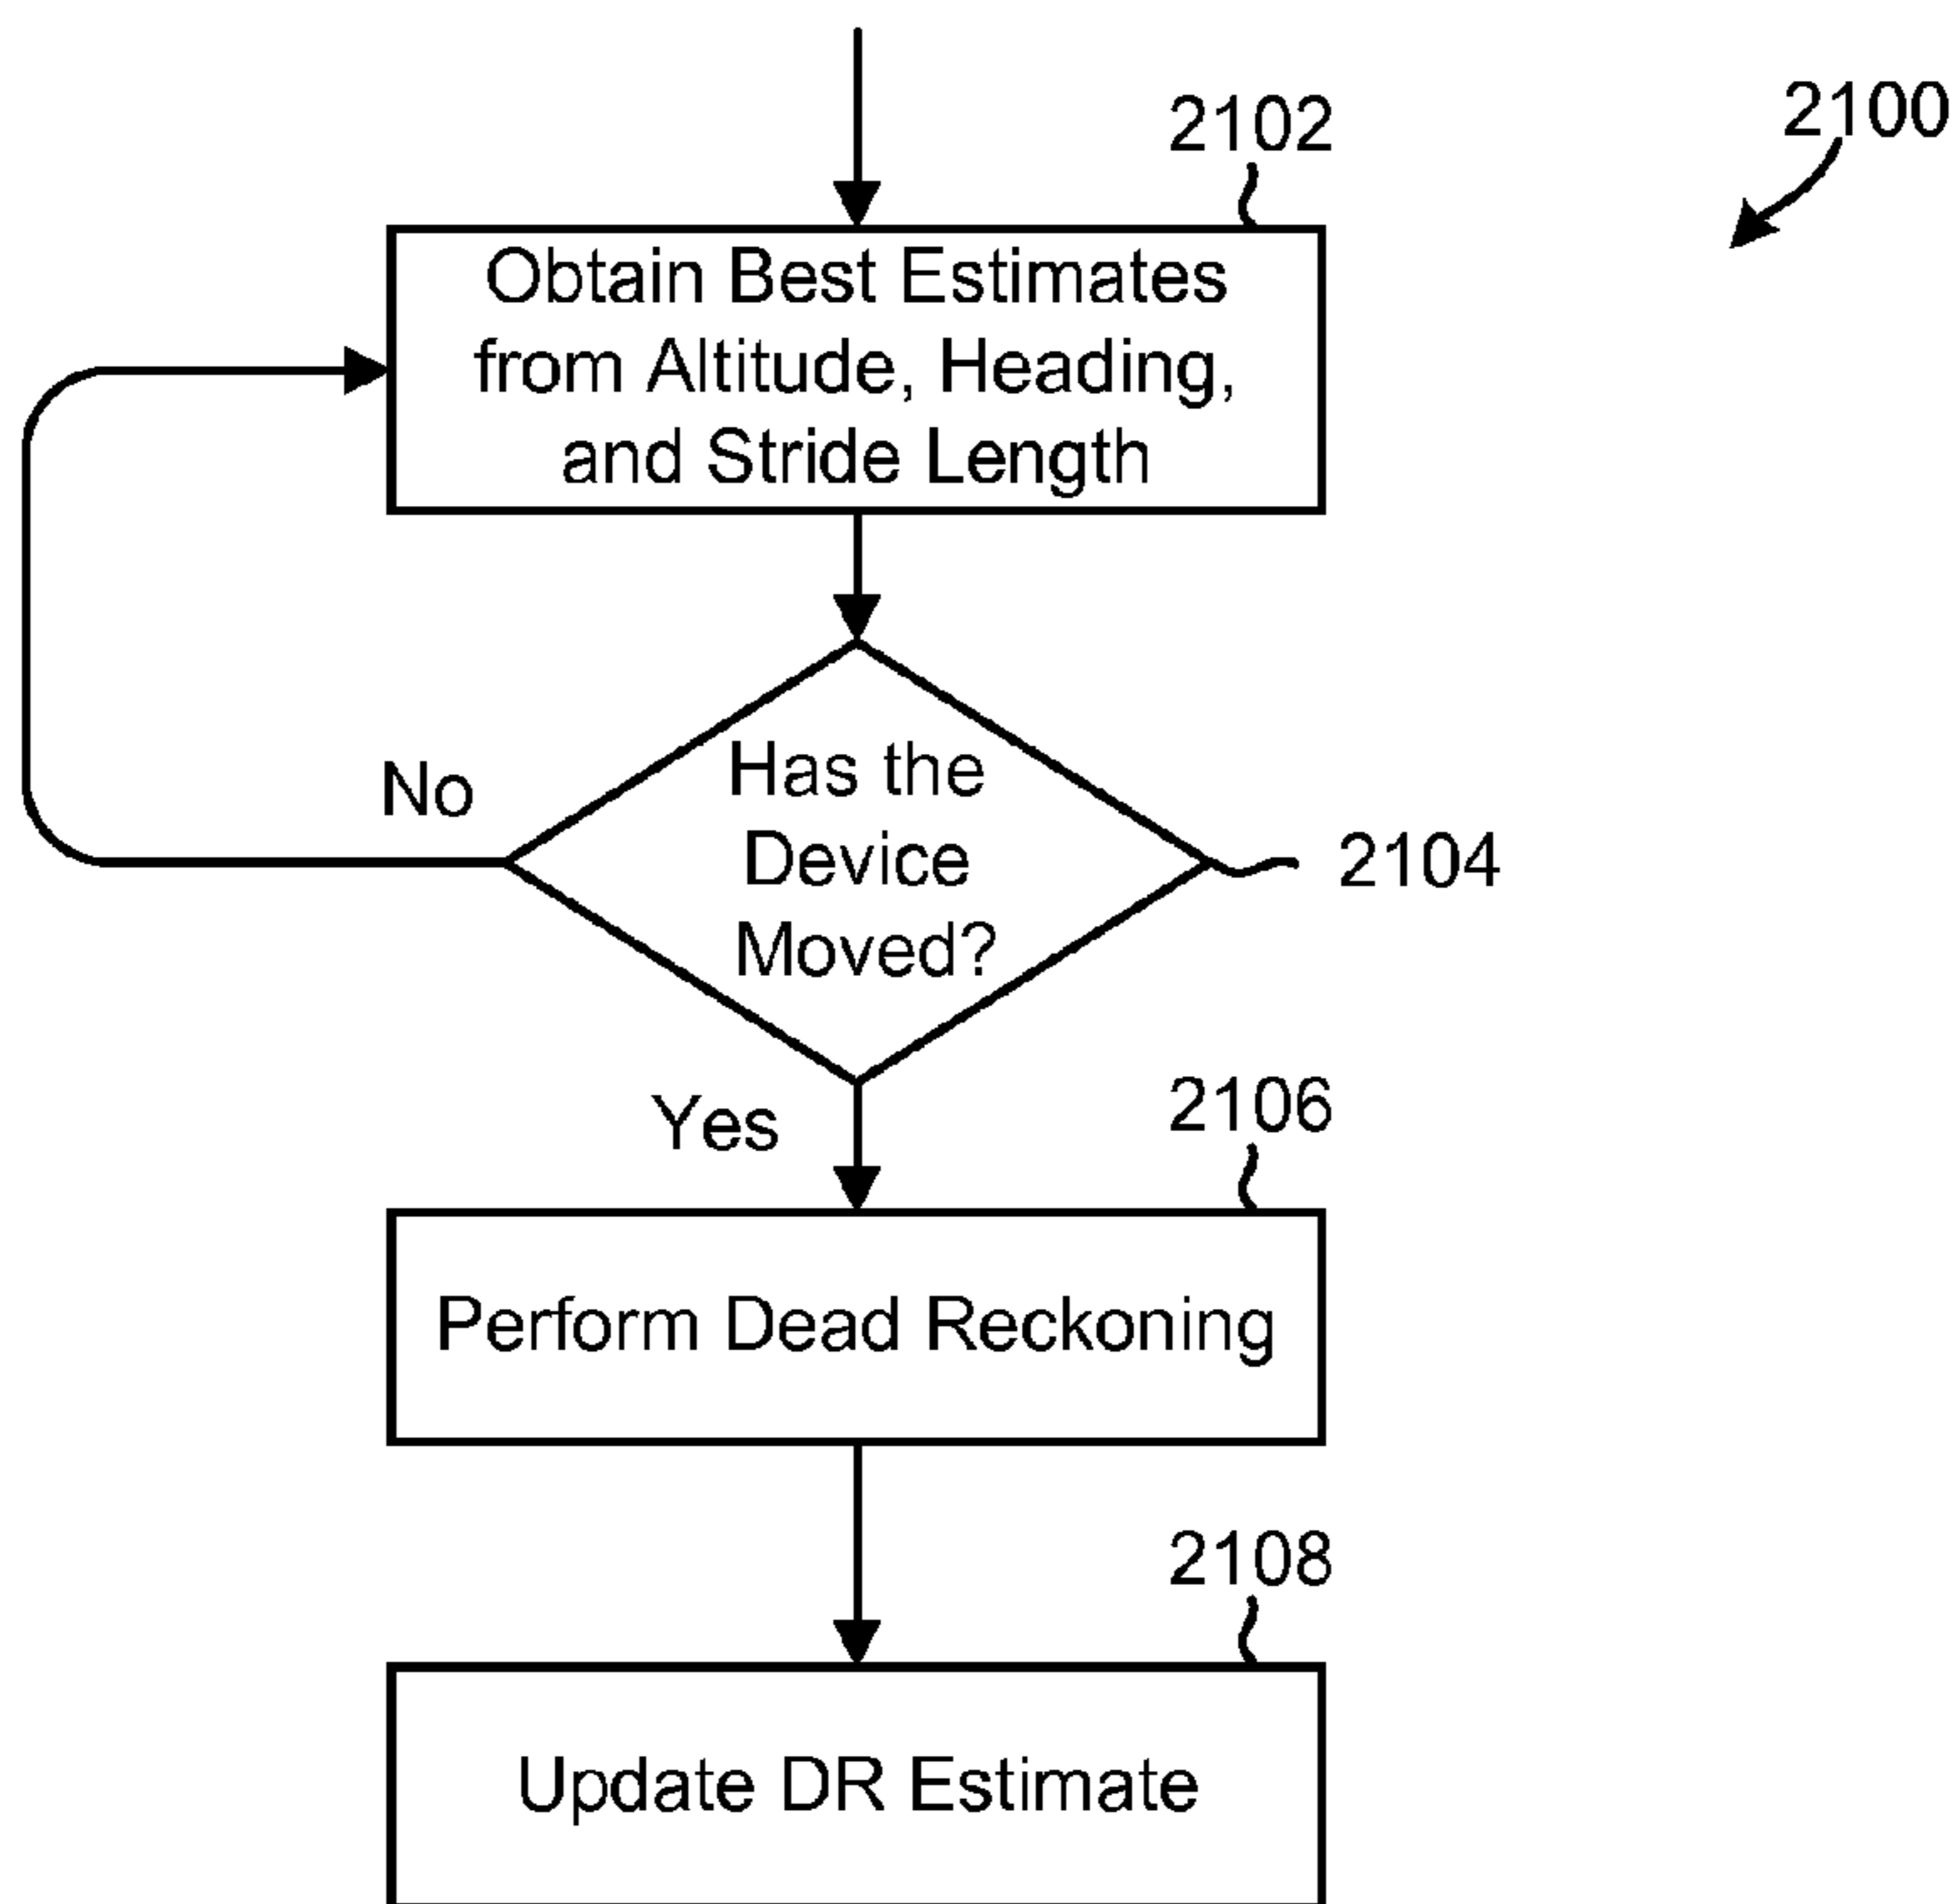 2100
2102
Obtain Best Estimates
from Altitude, Heading,
and Stride Length
No
Has the
Device
Moved?
2104
Yes
2106
Perform Dead Reckoning
2108
Update DR Estimate